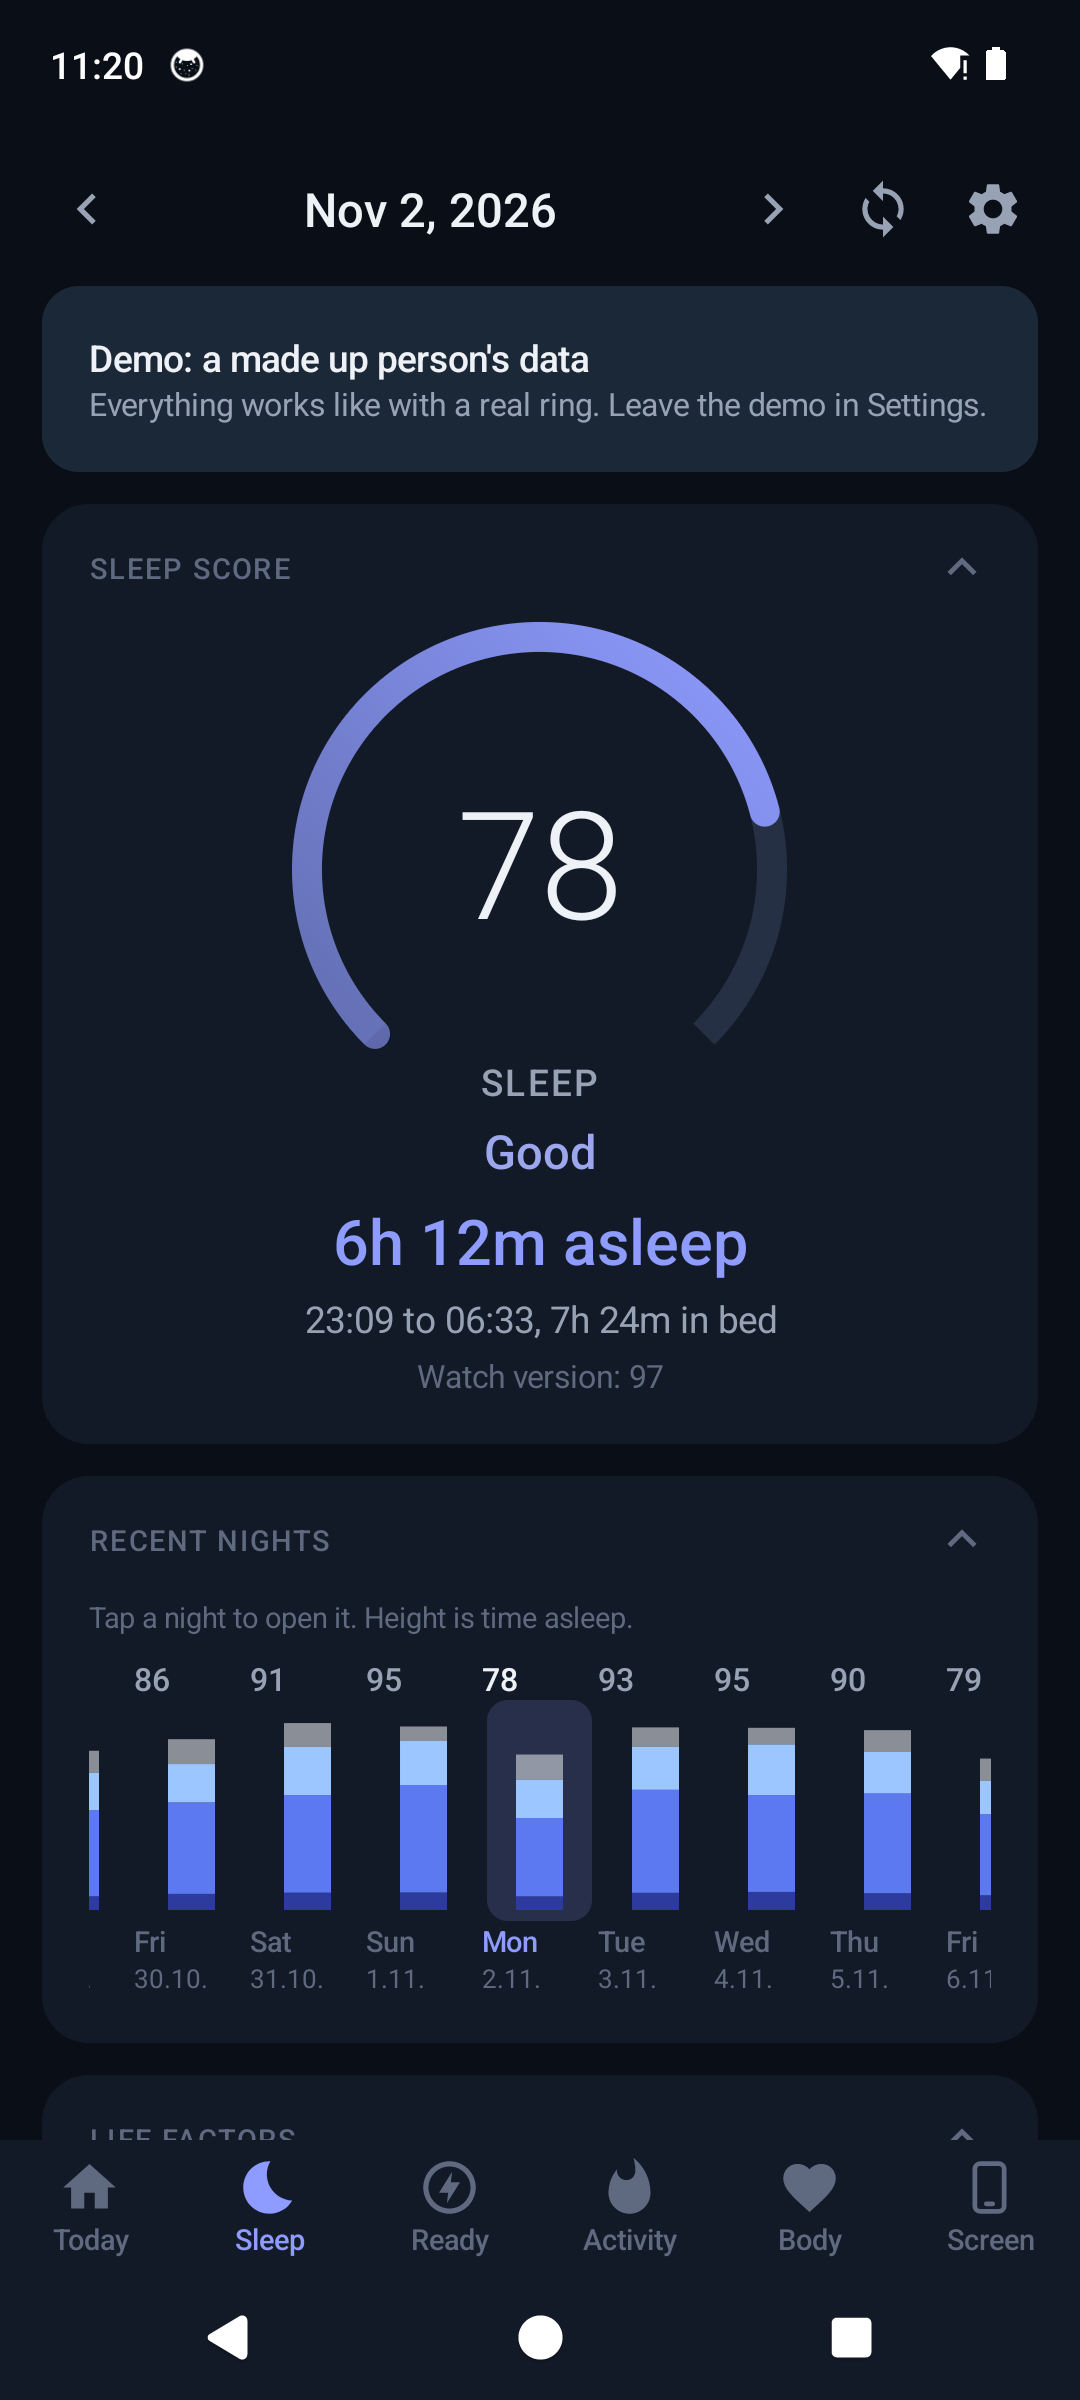 11:20
Nov 2, 2026
Demo: a made up person's data
Everything works like with a real ring. Leave the demo in Settings.
SLEEP SCORE
78
SLEEP
Good
6h 12m asleep
23:09 to 06:33, 7h 24m in bed
Watch version: 97
RECENT NIGHTS
Tap a night to open it. Height is time asleep.
86 91 95 78 93 95 90 79
Fri Sat Sun Mon Tue Wed Thu Fri
30.10. 31.10. 1.11. 2.11. 3.11. 4.11. 5.11. 6.11
LIFE FACTORS
Today Sleep Ready Activity Body Screen